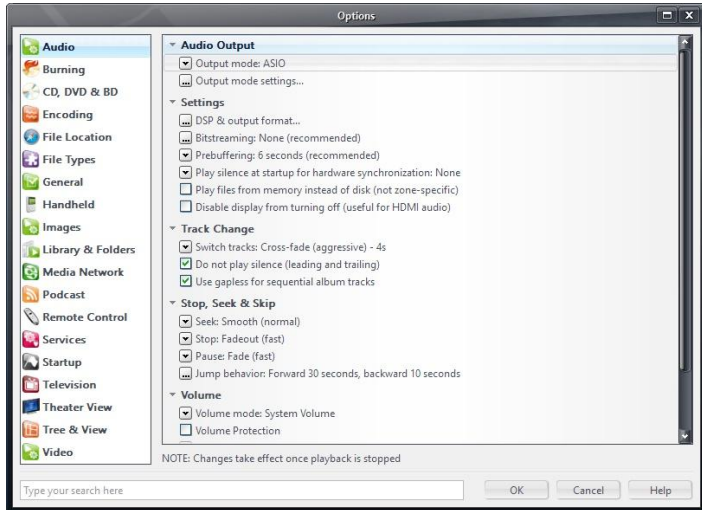 Options
Audio
Burning
CD, DVD & BD
Encoding
File Location
File Types
General
Handheld
Images
Library & Folders
Media Network
Podcast
Remote Control
Services
Startup
Television
Theater View
Tree & View
Video
Audio Output
Output mode: ASIO
Output mode settings...
Settings
DSP & output format...
Bitstreaming: None (recommended)
Prebuffering: 6 seconds (recommended)
Play silence at startup for hardware synchronization: None
Play files from memory instead of disk (not zone-specific)
Disable display from turning off (useful for HDMI audio)
Track Change
Switch tracks: Cross-fade (aggressive) - 4s
Do not play silence (leading and trailing)
Use gapless for sequential album tracks
Stop, Seek & Skip
Seek: Smooth (normal)
Stop: Fadeout (fast)
Pause: Fade (fast)
Jump behavior: Forward 30 seconds, backward 10 seconds
Volume
Volume mode: System Volume
Volume Protection
NOTE: Changes take effect once playback is stopped
Type your search here
OK
Cancel
Help